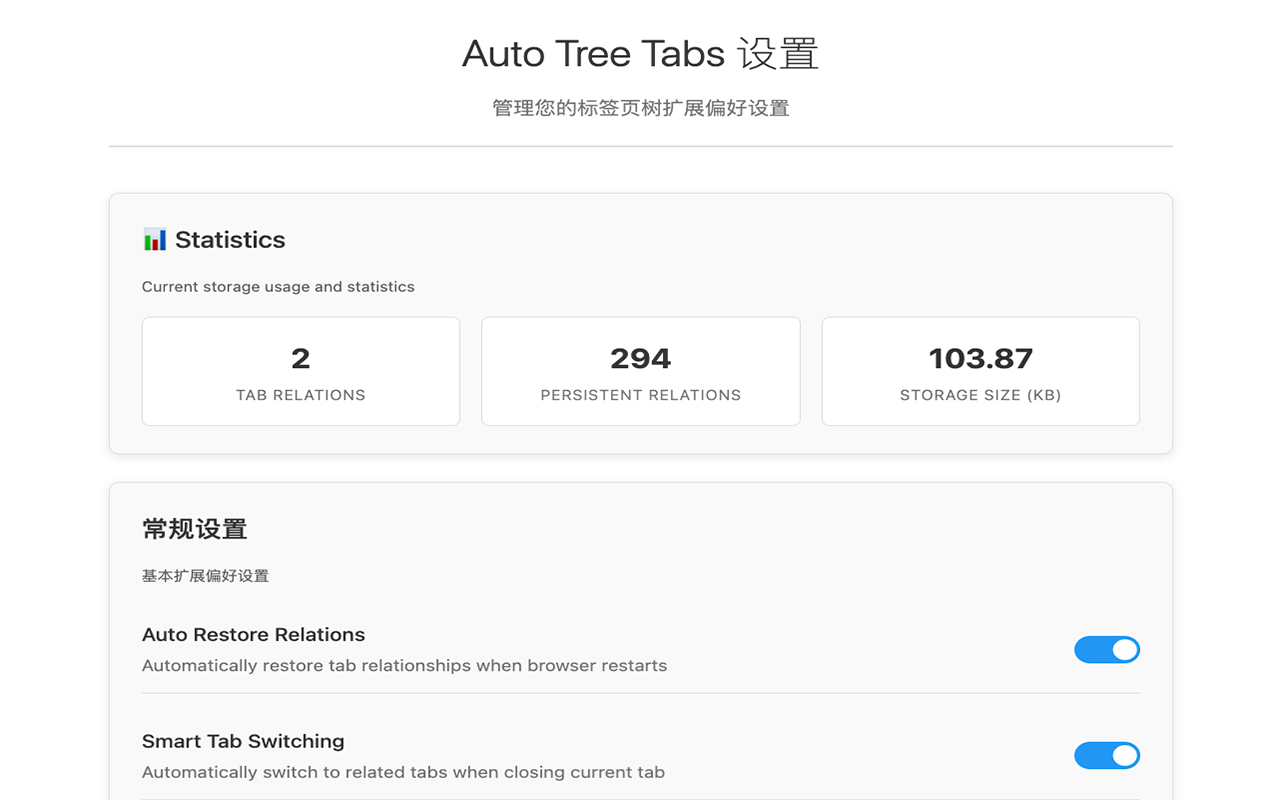 Auto Tree Tabs 设置
管理您的标签页树扩展偏好设置
Statistics
Current storage usage and statistics
2
TAB RELATIONS
294
PERSISTENT RELATIONS
103.87
STORAGE SIZE (KB)
常规设置
基本扩展偏好设置
Auto Restore Relations
Automatically restore tab relationships when browser restarts
Smart Tab Switching
Automatically switch to related tabs when closing current tab